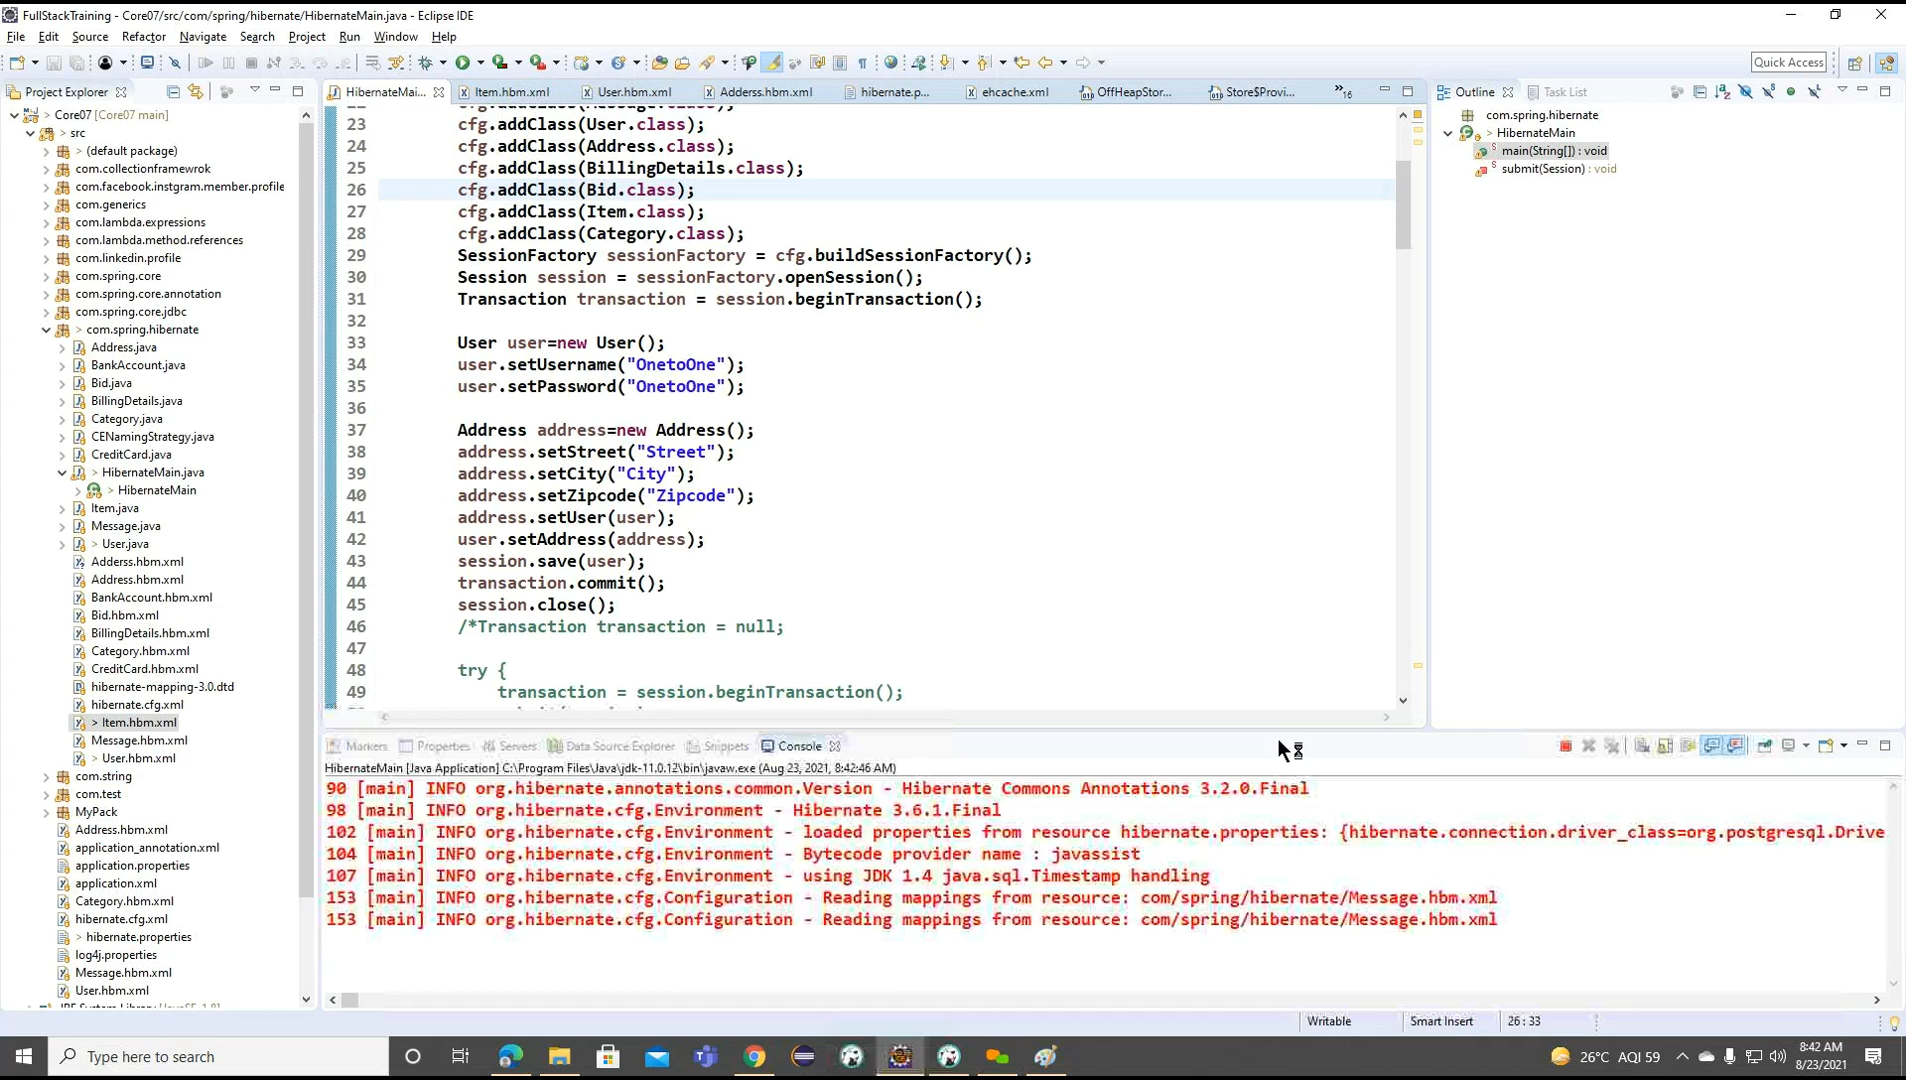 FullStackTraining - Core07/src/com/spring/hibernate/HibernateMain.java - Eclipse IDE
File Edit Source Refactor Navigate Search Project Run Window Help
Quick Access
Project Explorer
> Core07 [Core07 main]
> src
> (default package)
com.collectionframewrok
com.facebook.instgram.member.profile
com.generics
com.lambda.expressions
com.lambda.method.references
com.linkedin.profile
com.spring.core
com.spring.core.annotation
com.spring.core.jdbc
> com.spring.hibernate
Address.java
BankAccount.java
Bid.java
BillingDetails.java
Category.java
CENamingStrategy.java
CreditCard.java
> HibernateMain.java
> HibernateMain
Item.java
Message.java
> User.java
Adderss.hbm.xml
Address.hbm.xml
BankAccount.hbm.xml
Bid.hbm.xml
BillingDetails.hbm.xml
Category.hbm.xml
CreditCard.hbm.xml
hibernate-mapping-3.0.dtd
hibernate.cfg.xml
> Item.hbm.xml
Message.hbm.xml
> User.hbm.xml
com.string
com.test
MyPack
Address.hbm.xml
application_annotation.xml
application.properties
application.xml
Category.hbm.xml
hibernate.cfg.xml
> hibernate.properties
log4j.properties
Message.hbm.xml
User.hbm.xml
HibernateMai... Item.hbm.xml User.hbm.xml Adderss.hbm.xml hibernate.p... ehcache.xml OffHeapStor... Store$Provi... »16
23 cfg.addClass(User.class);
24 cfg.addClass(Address.class);
25 cfg.addClass(BillingDetails.class);
26 cfg.addClass(Bid.class);
27 cfg.addClass(Item.class);
28 cfg.addClass(Category.class);
29 SessionFactory sessionFactory = cfg.buildSessionFactory();
30 Session session = sessionFactory.openSession();
31 Transaction transaction = session.beginTransaction();
32
33 User user=new User();
34 user.setUsername("OnetoOne");
35 user.setPassword("OnetoOne");
36
37 Address address=new Address();
38 address.setStreet("Street");
39 address.setCity("City");
40 address.setZipcode("Zipcode");
41 address.setUser(user);
42 user.setAddress(address);
43 session.save(user);
44 transaction.commit();
45 session.close();
46 /*Transaction transaction = null;
47
48 try {
49 transaction = session.beginTransaction();
Outline Task List
com.spring.hibernate
> HibernateMain
main(String[]) : void
submit(Session) : void
Markers Properties Servers Data Source Explorer Snippets Console
HibernateMain [Java Application] C:\Program Files\Java\jdk-11.0.12\bin\javaw.exe (Aug 23, 2021, 8:42:46 AM)
90 [main] INFO org.hibernate.annotations.common.Version - Hibernate Commons Annotations 3.2.0.Final
98 [main] INFO org.hibernate.cfg.Environment - Hibernate 3.6.1.Final
102 [main] INFO org.hibernate.cfg.Environment - loaded properties from resource hibernate.properties: {hibernate.connection.driver_class=org.postgresql.Drive
104 [main] INFO org.hibernate.cfg.Environment - Bytecode provider name : javassist
107 [main] INFO org.hibernate.cfg.Environment - using JDK 1.4 java.sql.Timestamp handling
153 [main] INFO org.hibernate.cfg.Configuration - Reading mappings from resource: com/spring/hibernate/Message.hbm.xml
153 [main] INFO org.hibernate.cfg.Configuration - Reading mappings from resource: com/spring/hibernate/Message.hbm.xml
Writable Smart Insert 26 : 33
Type here to search
26°C AQI 59
8:42 AM
8/23/2021